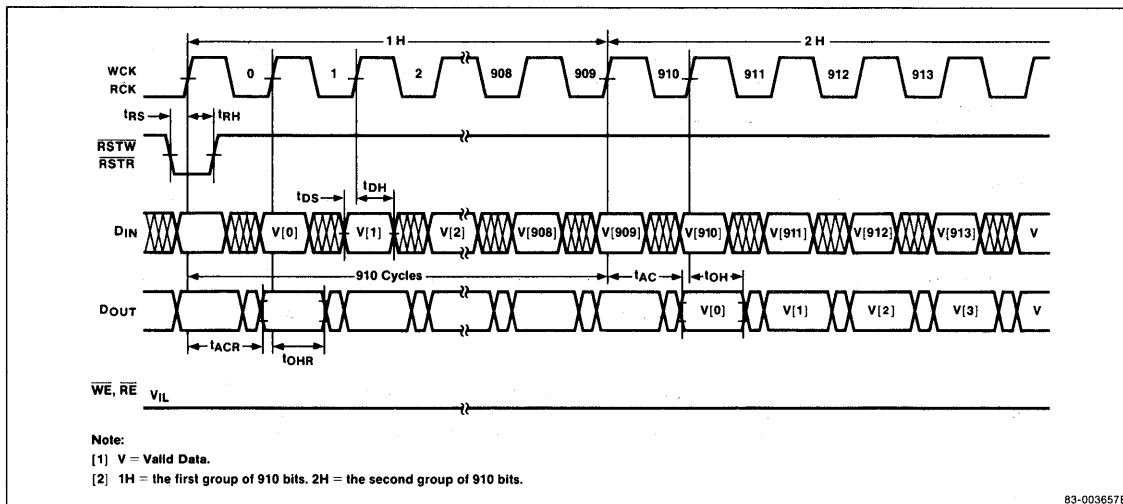 1 H 2 H
WCK
RCK
0 1 2 908 909 910 911 912 913
tRS tRH
RSTW
RSTR
tDS tDH
DIN V[0] V[1] V[2] V[908] V[909] V[910] V[911] V[912] V[913] V
910 Cycles tAC tOH
DOUT V[0] V[1] V[2] V[3] V
tACR tOHR
WE, RE VIL
Note:
[1] V = Valid Data.
[2] 1H = the first group of 910 bits. 2H = the second group of 910 bits.
83-003657B